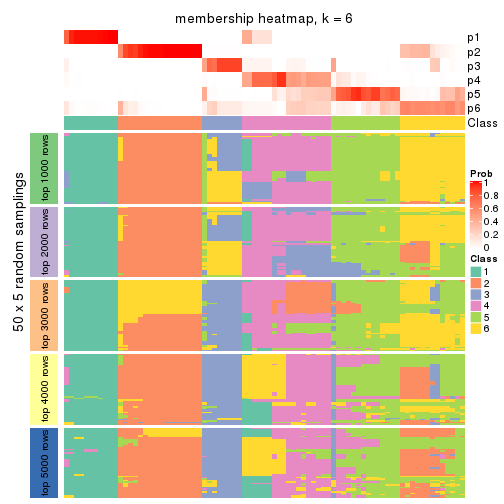 membership heatmap, k = 6
p1
p2
p3
p4
p5
p6
Class
50 x 5 random samplings
top 1000 rows
top 2000 rows
top 3000 rows
top 4000 rows
top 5000 rows
Prob
1
0.8
0.6
0.4
0.2
0
Class
1
2
3
4
5
6